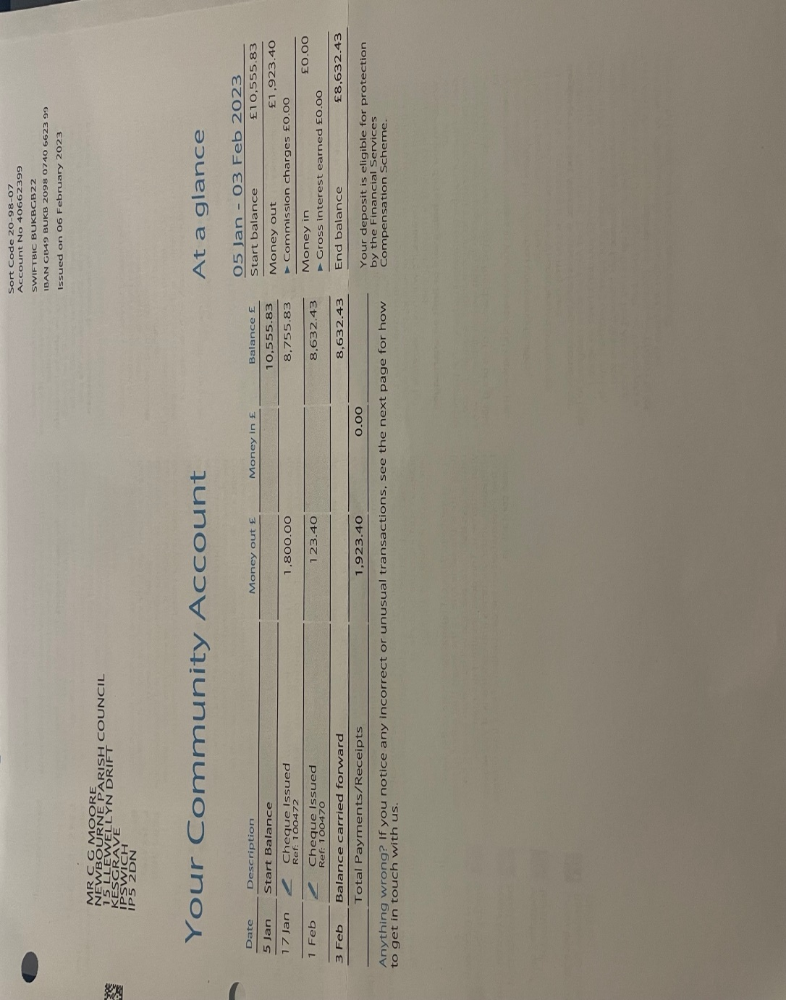 Sort Code 20-98-07
Account No 40662399
SWIFTBIC BUKBGB22
IBAN GB49 BUKB 2098 0740 6623 99
Issued on 06 February 2023
MR C G MOORE
NEWBOURNE PARISH COUNCIL
15 LLEWELLYN DRIFT
KESGRAVE
IPSWICH
IP5 2DN
Your Community Account
Date Description Money out £ Money in £ Balance £
5 Jan Start Balance 10,555.83
17 Jan Cheque Issued 1,800.00 8,755.83
Ref: 100472
1 Feb Cheque Issued 123.40 8,632.43
Ref: 100470
3 Feb Balance carried forward 8,632.43
Total Payments/Receipts 1,923.40 0.00
Anything wrong? If you notice any incorrect or unusual transactions, see the next page for how
to get in touch with us.
At a glance
05 Jan - 03 Feb 2023
Start balance £10,555.83
Money out £1,923.40
► Commission charges £0.00
Money in £0.00
► Gross interest earned £0.00
End balance £8,632.43
Your deposit is eligible for protection
by the Financial Services
Compensation Scheme.